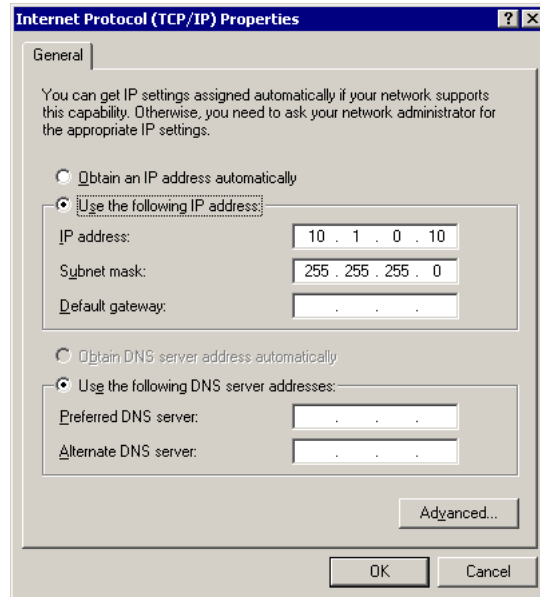 Internet Protocol (TCP/IP) Properties
General
You can get IP settings assigned automatically if your network supports
this capability. Otherwise, you need to ask your network administrator for
the appropriate IP settings.
Obtain an IP address automatically
Use the following IP address:
IP address: 10 . 1 . 0 . 10
Subnet mask: 255 . 255 . 255 . 0
Default gateway: . . .
Obtain DNS server address automatically
Use the following DNS server addresses:
Preferred DNS server: . . .
Alternate DNS server: . . .
Advanced...
OK Cancel